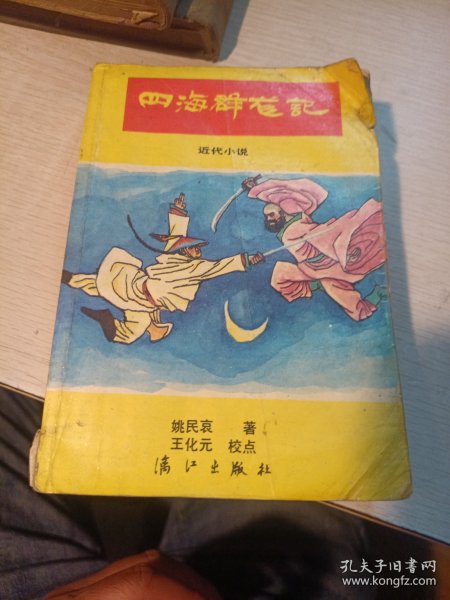 四海群龙记
近代小说
姚民哀 著
王化元 校点
漓江出版社
孔夫子旧书网
www.kongfz.com